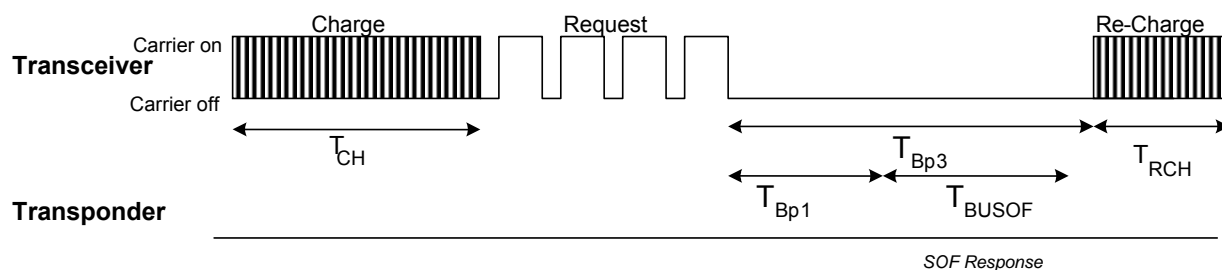 Charge Request Re-Charge
Carrier on
Transceiver
Carrier off
TCH
TBp3
TRCH
TBp1 TBUSOF
Transponder
SOF Response